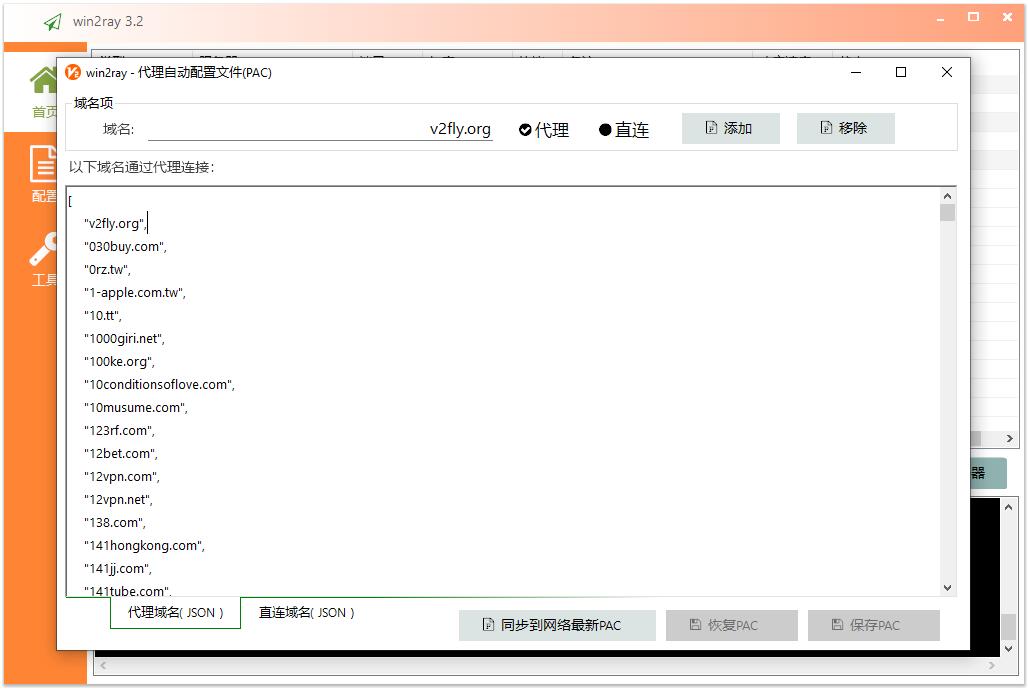 win2ray 3.2
首页
配置
工具
win2ray - 代理自动配置文件(PAC)
域名项
域名:
v2fly.org
代理
直连
添加
移除
以下域名通过代理连接:
[
"v2fly.org",
"030buy.com",
"0rz.tw",
"1-apple.com.tw",
"10.tt",
"1000giri.net",
"100ke.org",
"10conditionsoflove.com",
"10musume.com",
"123rf.com",
"12bet.com",
"12vpn.com",
"12vpn.net",
"138.com",
"141hongkong.com",
"141jj.com",
"141tube.com",
代理域名( JSON )
直连域名( JSON )
同步到网络最新PAC
恢复PAC
保存PAC
器